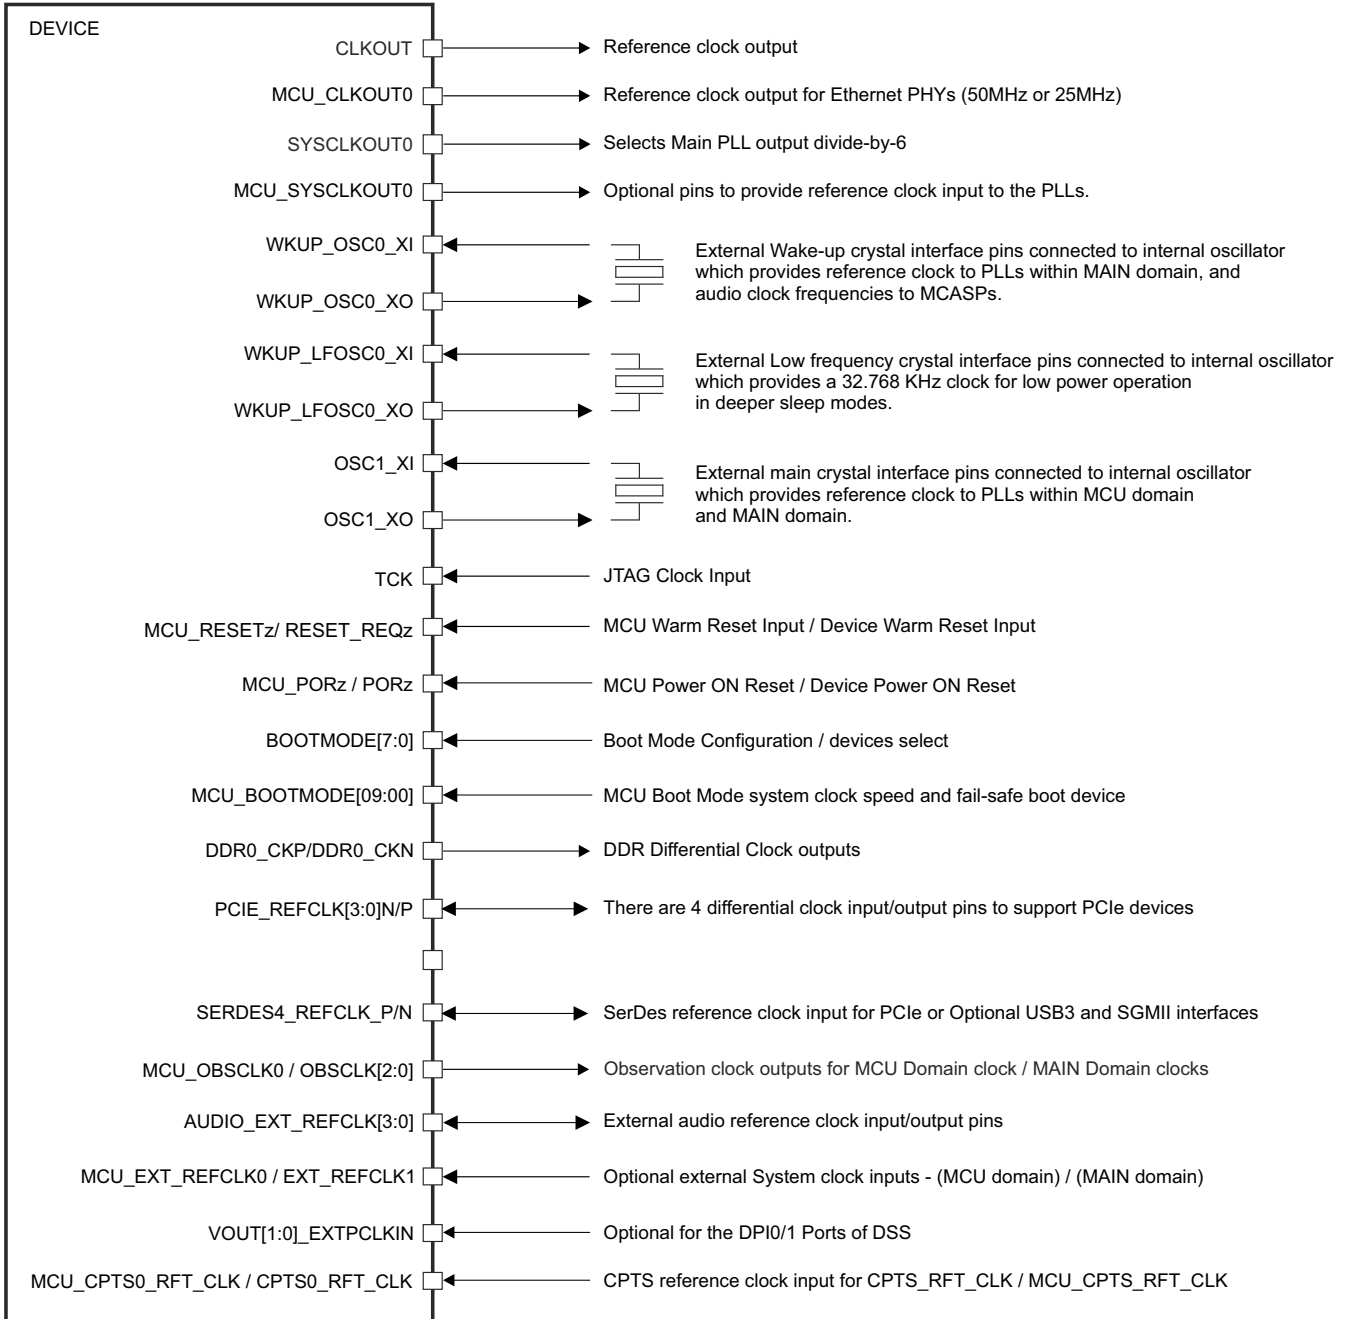 DEVICE
CLKOUT Reference clock output
MCU_CLKOUT0 Reference clock output for Ethernet PHYs (50MHz or 25MHz)
SYSCLKOUT0 Selects Main PLL output divide-by-6
MCU_SYSCLKOUT0 Optional pins to provide reference clock input to the PLLs.
WKUP_OSC0_XI
External Wake-up crystal interface pins connected to internal oscillator
which provides reference clock to PLLs within MAIN domain, and
audio clock frequencies to MCASPs.
WKUP_OSC0_XO
WKUP_LFOSC0_XI
External Low frequency crystal interface pins connected to internal oscillator
which provides a 32.768 KHz clock for low power operation
in deeper sleep modes.
WKUP_LFOSC0_XO
OSC1_XI
External main crystal interface pins connected to internal oscillator
which provides reference clock to PLLs within MCU domain
and MAIN domain.
OSC1_XO
TCK JTAG Clock Input
MCU_RESETz/ RESET_REQz MCU Warm Reset Input / Device Warm Reset Input
MCU_PORz / PORz MCU Power ON Reset / Device Power ON Reset
BOOTMODE[7:0] Boot Mode Configuration / devices select
MCU_BOOTMODE[09:00] MCU Boot Mode system clock speed and fail-safe boot device
DDR0_CKP/DDR0_CKN DDR Differential Clock outputs
PCIE_REFCLK[3:0]N/P There are 4 differential clock input/output pins to support PCIe devices
SERDES4_REFCLK_P/N SerDes reference clock input for PCIe or Optional USB3 and SGMII interfaces
MCU_OBSCLK0 / OBSCLK[2:0] Observation clock outputs for MCU Domain clock / MAIN Domain clocks
AUDIO_EXT_REFCLK[3:0] External audio reference clock input/output pins
MCU_EXT_REFCLK0 / EXT_REFCLK1 Optional external System clock inputs - (MCU domain) / (MAIN domain)
VOUT[1:0]_EXTPCLKIN Optional for the DPI0/1 Ports of DSS
MCU_CPTS0_RFT_CLK / CPTS0_RFT_CLK CPTS reference clock input for CPTS_RFT_CLK / MCU_CPTS_RFT_CLK